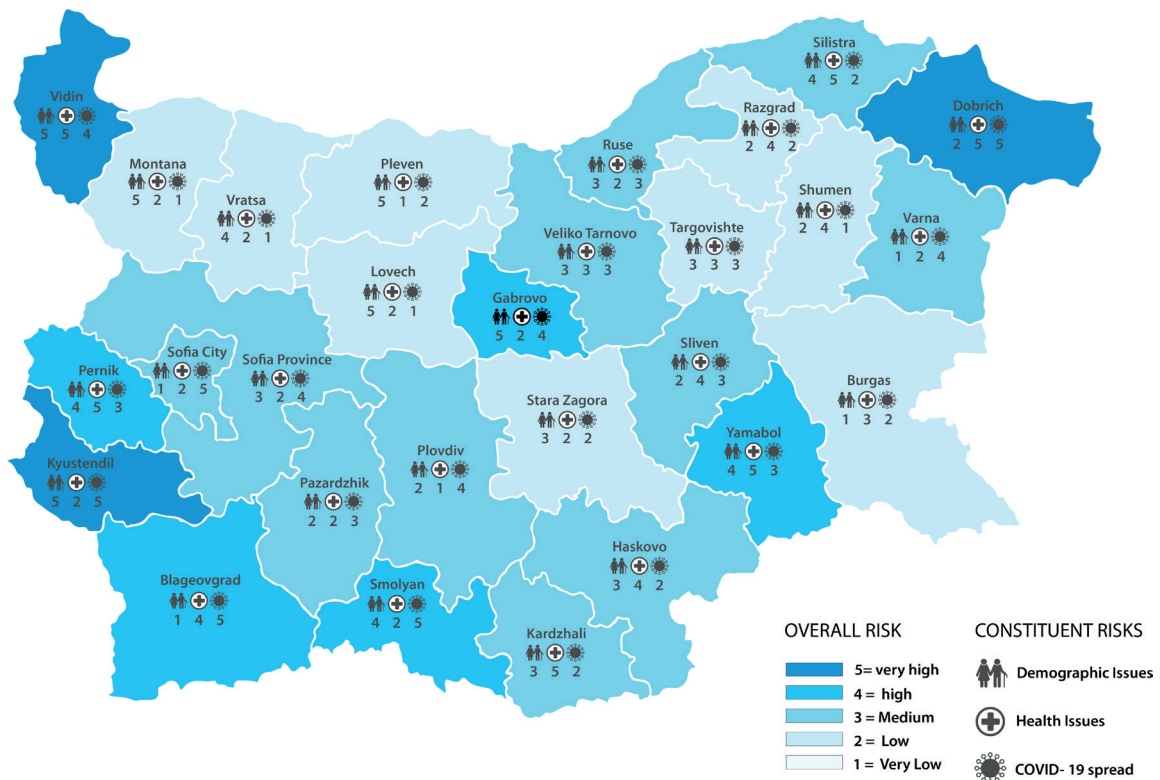 Silistra
4 5 2
Vidin
5 5 4
Razgrad
2 4 2
Dobrich
2 5 5
Ruse
3 2 3
Montana
5 2 1
Pleven
5 1 2
Vratsa
4 2 1
Shumen
2 4 1
Varna
1 2 4
Veliko Tarnovo
3 3 3
Targovishte
3 3 3
Lovech
5 2 1
Gabrovo
5 2 4
Sofia City
1 2 5
Sofia Province
3 2 4
Sliven
2 4 3
Pernik
4 5 3
Burgas
1 3 2
Stara Zagora
3 2 2
Yamabol
4 5 3
Plovdiv
2 1 4
Kyustendil
5 2 5
Pazardzhik
2 2 3
Haskovo
3 4 2
Blageovgrad
1 4 5
Smolyan
4 2 5
Kardzhali
3 5 2
OVERALL RISK
5= very high
4 = high
3 = Medium
2 = Low
1 = Very Low
CONSTITUENT RISKS
Demographic Issues
Health Issues
COVID- 19 spread